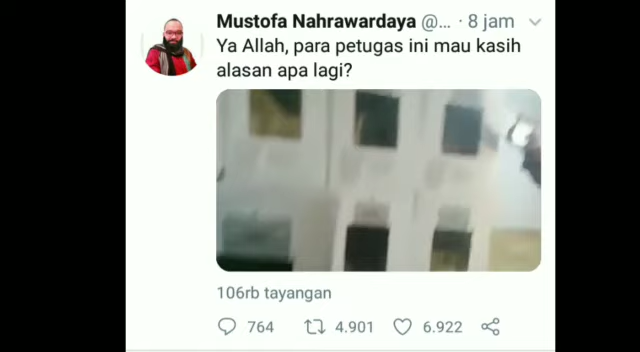 Mustofa Nahrawardaya @... · 8 jam
Ya Allah, para petugas ini mau kasih
alasan apa lagi?
106rb tayangan
764 4.901 6.922